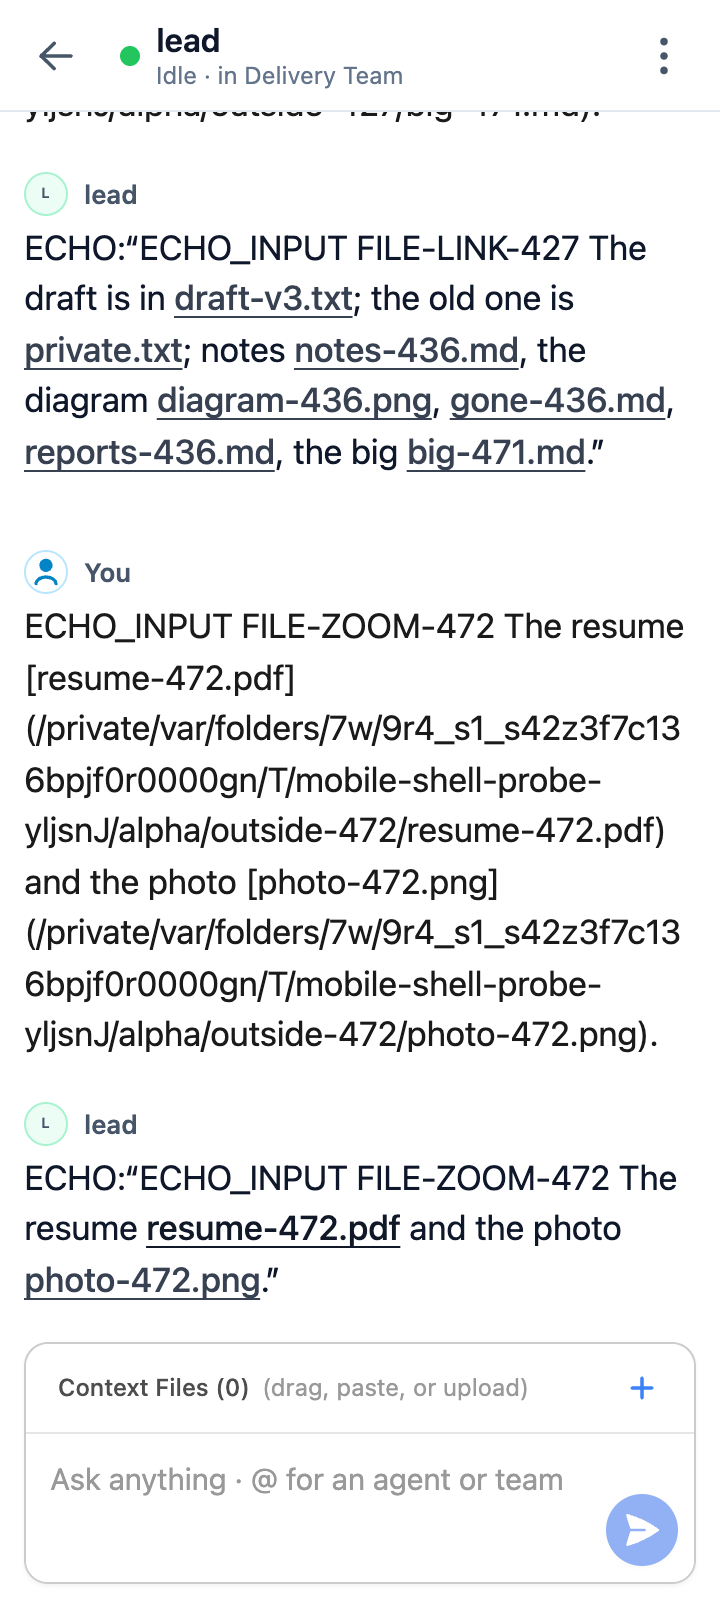 lead
Idle · in Delivery Team
L lead
ECHO:“ECHO_INPUT FILE-LINK-427 The
draft is in draft-v3.txt; the old one is
private.txt; notes notes-436.md, the
diagram diagram-436.png, gone-436.md,
reports-436.md, the big big-471.md.”
You
ECHO_INPUT FILE-ZOOM-472 The resume
[resume-472.pdf]
(/private/var/folders/7w/9r4_s1_s42z3f7c13
6bpjf0r0000gn/T/mobile-shell-probe-
yljsnJ/alpha/outside-472/resume-472.pdf)
and the photo [photo-472.png]
(/private/var/folders/7w/9r4_s1_s42z3f7c13
6bpjf0r0000gn/T/mobile-shell-probe-
yljsnJ/alpha/outside-472/photo-472.png).
L lead
ECHO:“ECHO_INPUT FILE-ZOOM-472 The
resume resume-472.pdf and the photo
photo-472.png.”
Context Files (0) (drag, paste, or upload)
Ask anything · @ for an agent or team